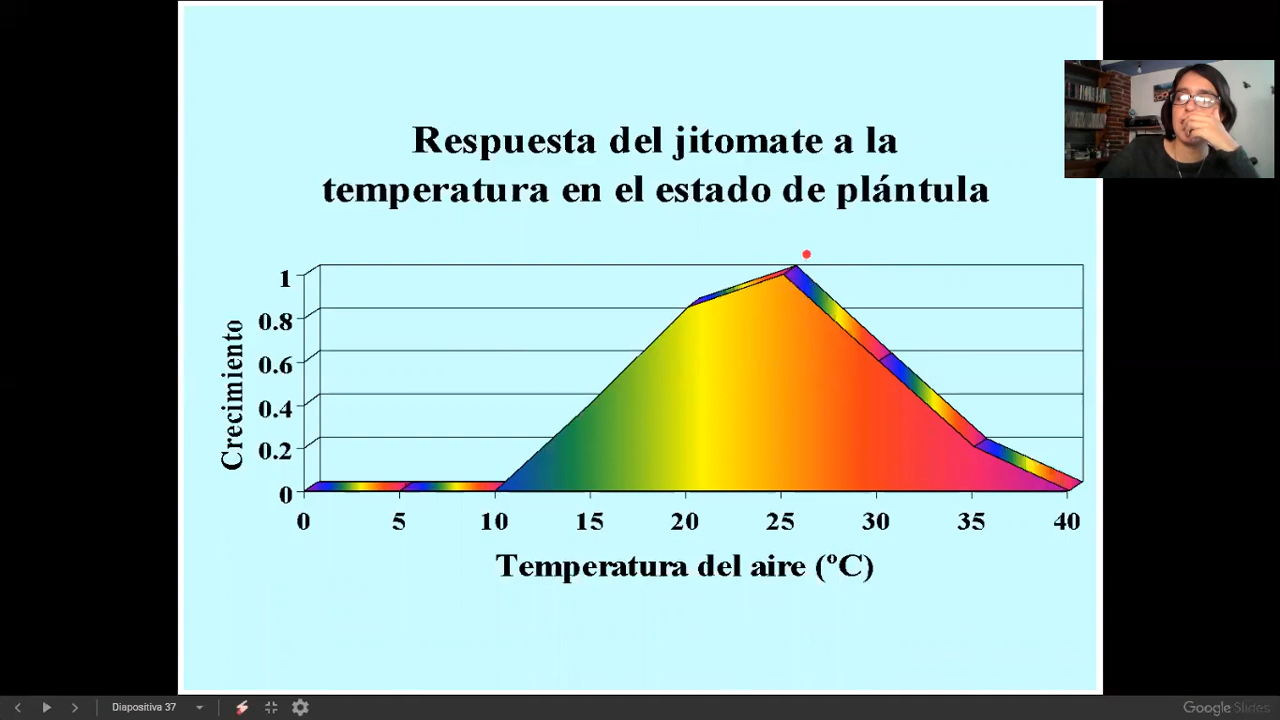 Respuesta del jitomate a la
temperatura en el estado de plántula
Crecimiento
1
0.8
0.6
0.4
0.2
0
0 5 10 15 20 25 30 35 40
Temperatura del aire (ºC)
Diapositiva 37
Google Slides